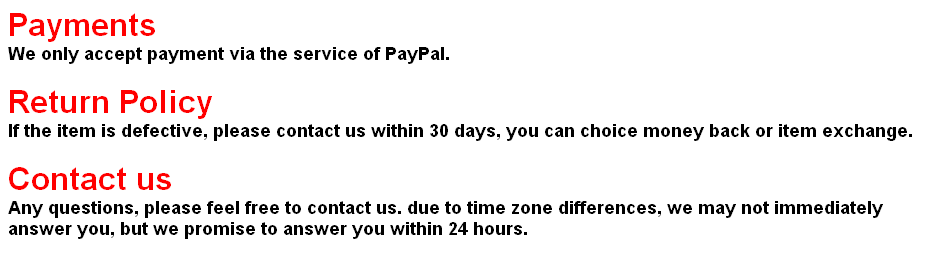 Payments
We only accept payment via the service of PayPal.
Return Policy
If the item is defective, please contact us within 30 days, you can choice money back or item exchange.
Contact us
Any questions, please feel free to contact us. due to time zone differences, we may not immediately
answer you, but we promise to answer you within 24 hours.